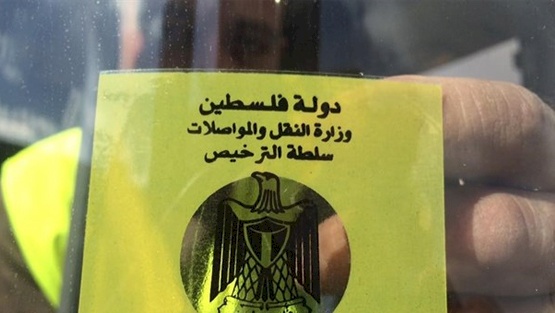 دولة فلسطين
وزارة النقل والمواصلات
سلطة الترخيص